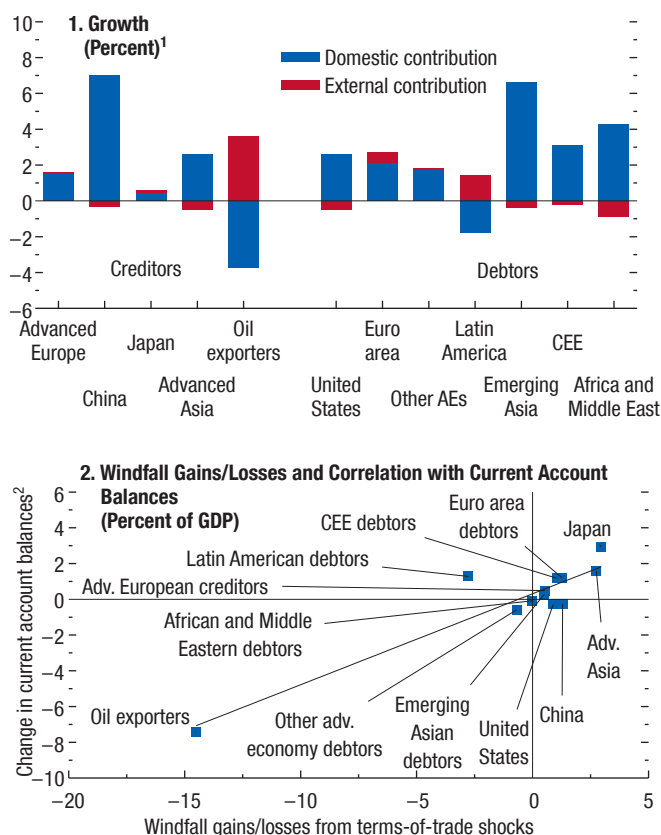 1. Growth
(Percent)1
Domestic contribution
External contribution
10
8
6
4
2
0
−2
−4
−6
Creditors
Debtors
Advanced
Europe
China
Japan
Advanced
Asia
Oil
exporters
United
States
Euro
area
Other AEs
Latin
America
Emerging
Asia
CEE
Africa and
Middle East
2. Windfall Gains/Losses and Correlation with Current Account
Balances
(Percent of GDP)
Change in current account balances2
6
4
2
0
−2
−4
−6
−8
−10
CEE debtors
Euro area
debtors
Japan
Latin American debtors
Adv. European creditors
African and Middle
Eastern debtors
Oil exporters
Other adv.
economy debtors
Emerging
Asian
debtors
United
States
China
Adv.
Asia
−20
−15
−10
−5
0
5
Windfall gains/losses from terms-of-trade shocks